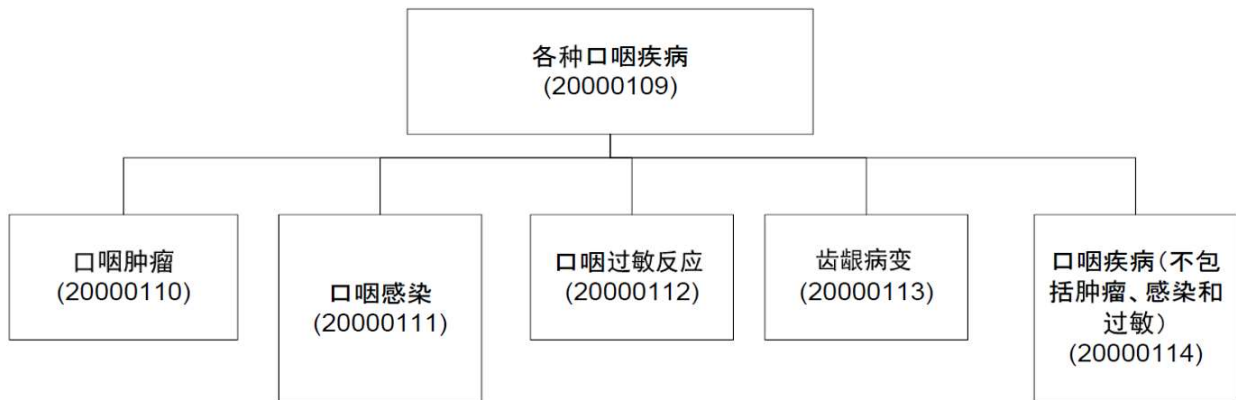 各种口咽疾病
(20000109)
口咽肿瘤
(20000110)
口咽感染
(20000111)
口咽过敏反应
(20000112)
齿龈病变
(20000113)
口咽疾病(不包
括肿瘤、感染和
过敏)
(20000114)